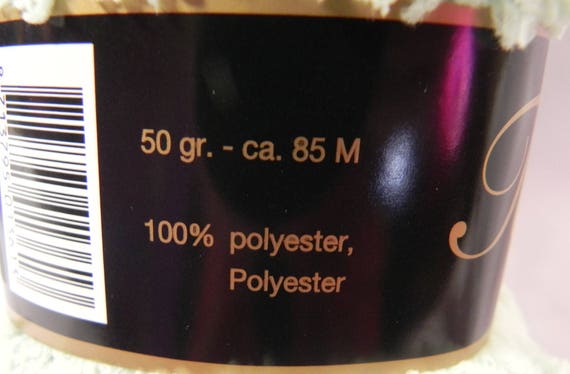 50 gr. - ca. 85 M
100% polyester,
Polyester